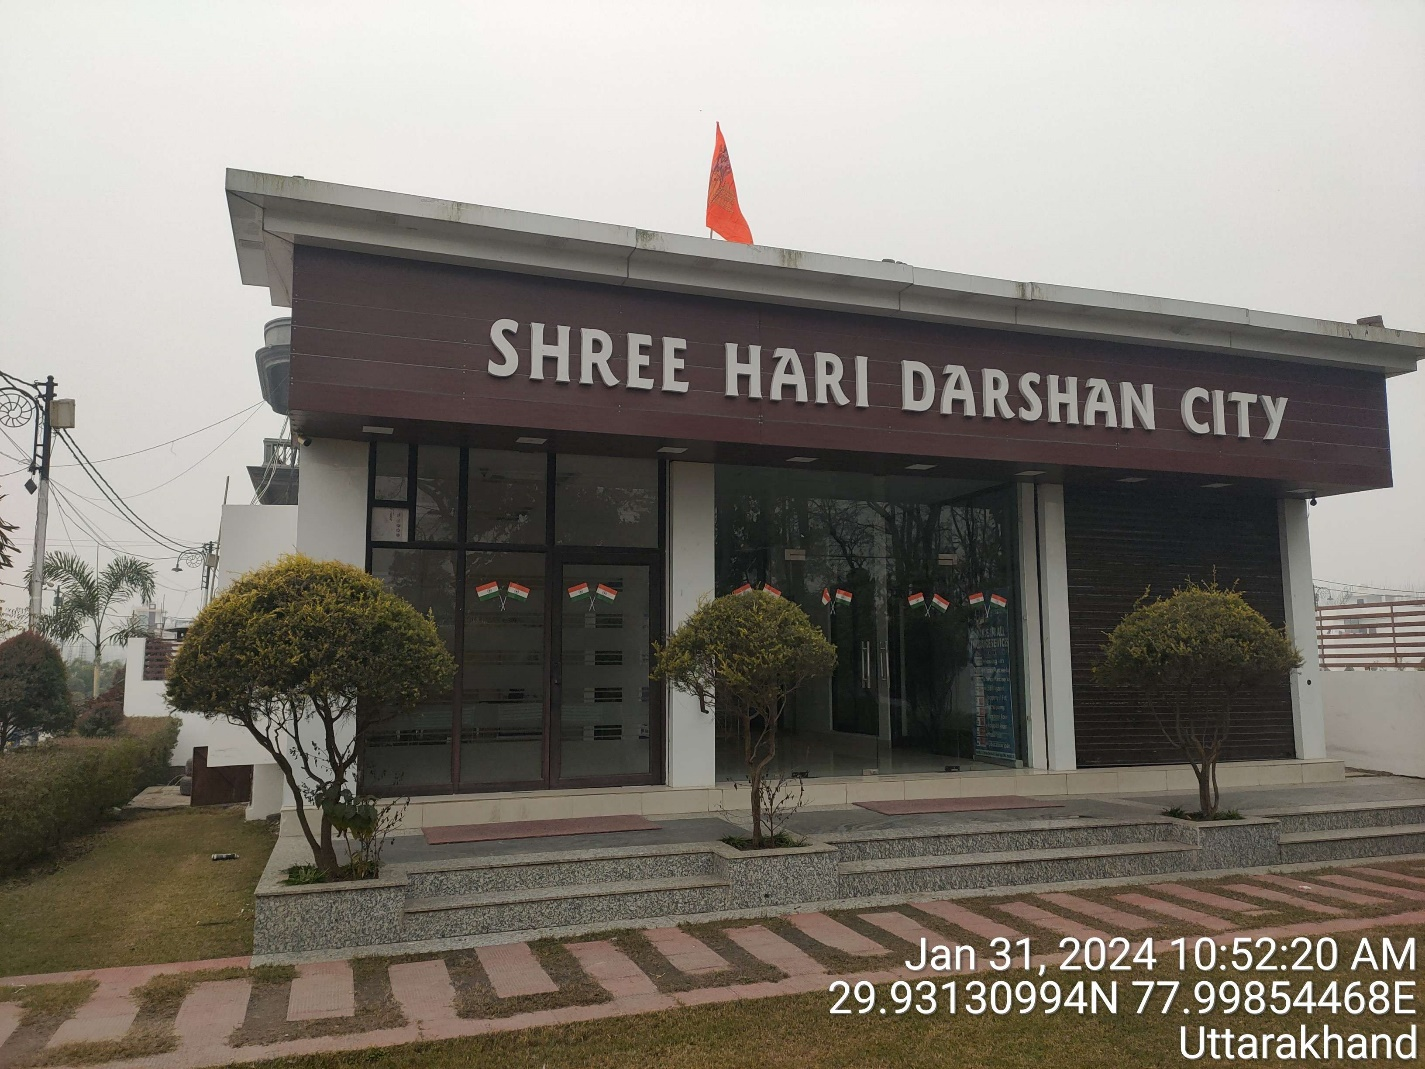 SHREE HARI DARSHAN CITY
Jan 31, 2024 10:52:20 AM
29.93130994N 77.99854468E
Uttarakhand